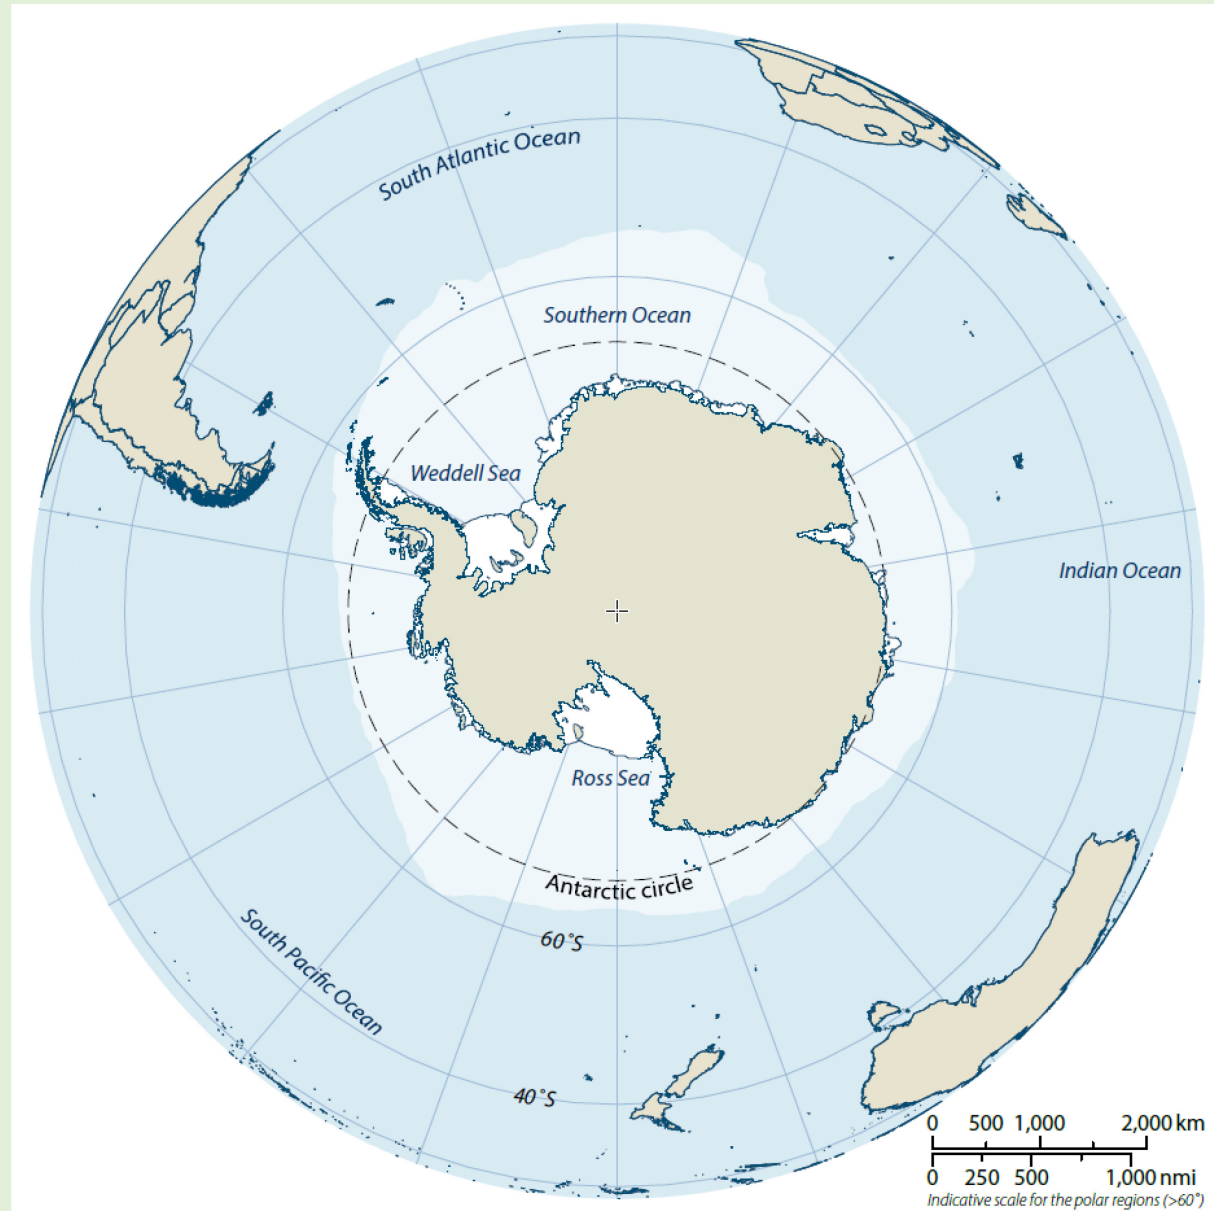 South Atlantic Ocean
Southern Ocean
Weddell Sea
Indian Ocean
Ross Sea
Antarctic circle
60˚S
South Pacific Ocean
40˚S
0 500 1,000 2,000 km
0 250 500 1,000 nmi
Indicative scale for the polar regions (>60˚)